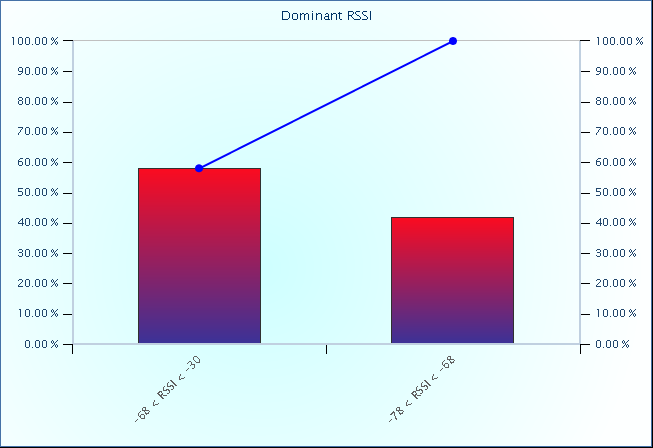 Dominant RSSI
100.00 % 100.00 %
90.00 % 90.00 %
80.00 % 80.00 %
70.00 % 70.00 %
60.00 % 60.00 %
50.00 % 50.00 %
40.00 % 40.00 %
30.00 % 30.00 %
20.00 % 20.00 %
10.00 % 10.00 %
0.00 % 0.00 %
-68 < RSSI < -30
-78 < RSSI < -68